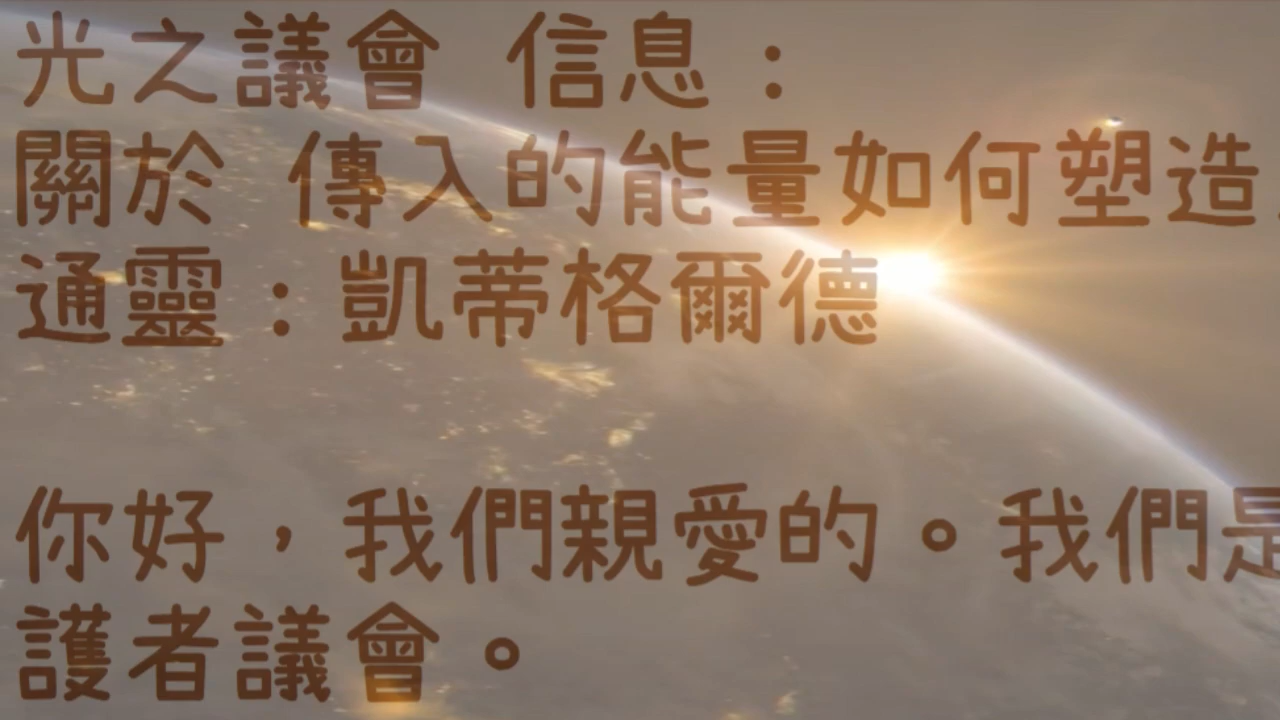 光之議會 信息：
關於 傳入的能量如何塑造
通靈：凱蒂格爾德
你好，我們親愛的。我們是
護者議會。